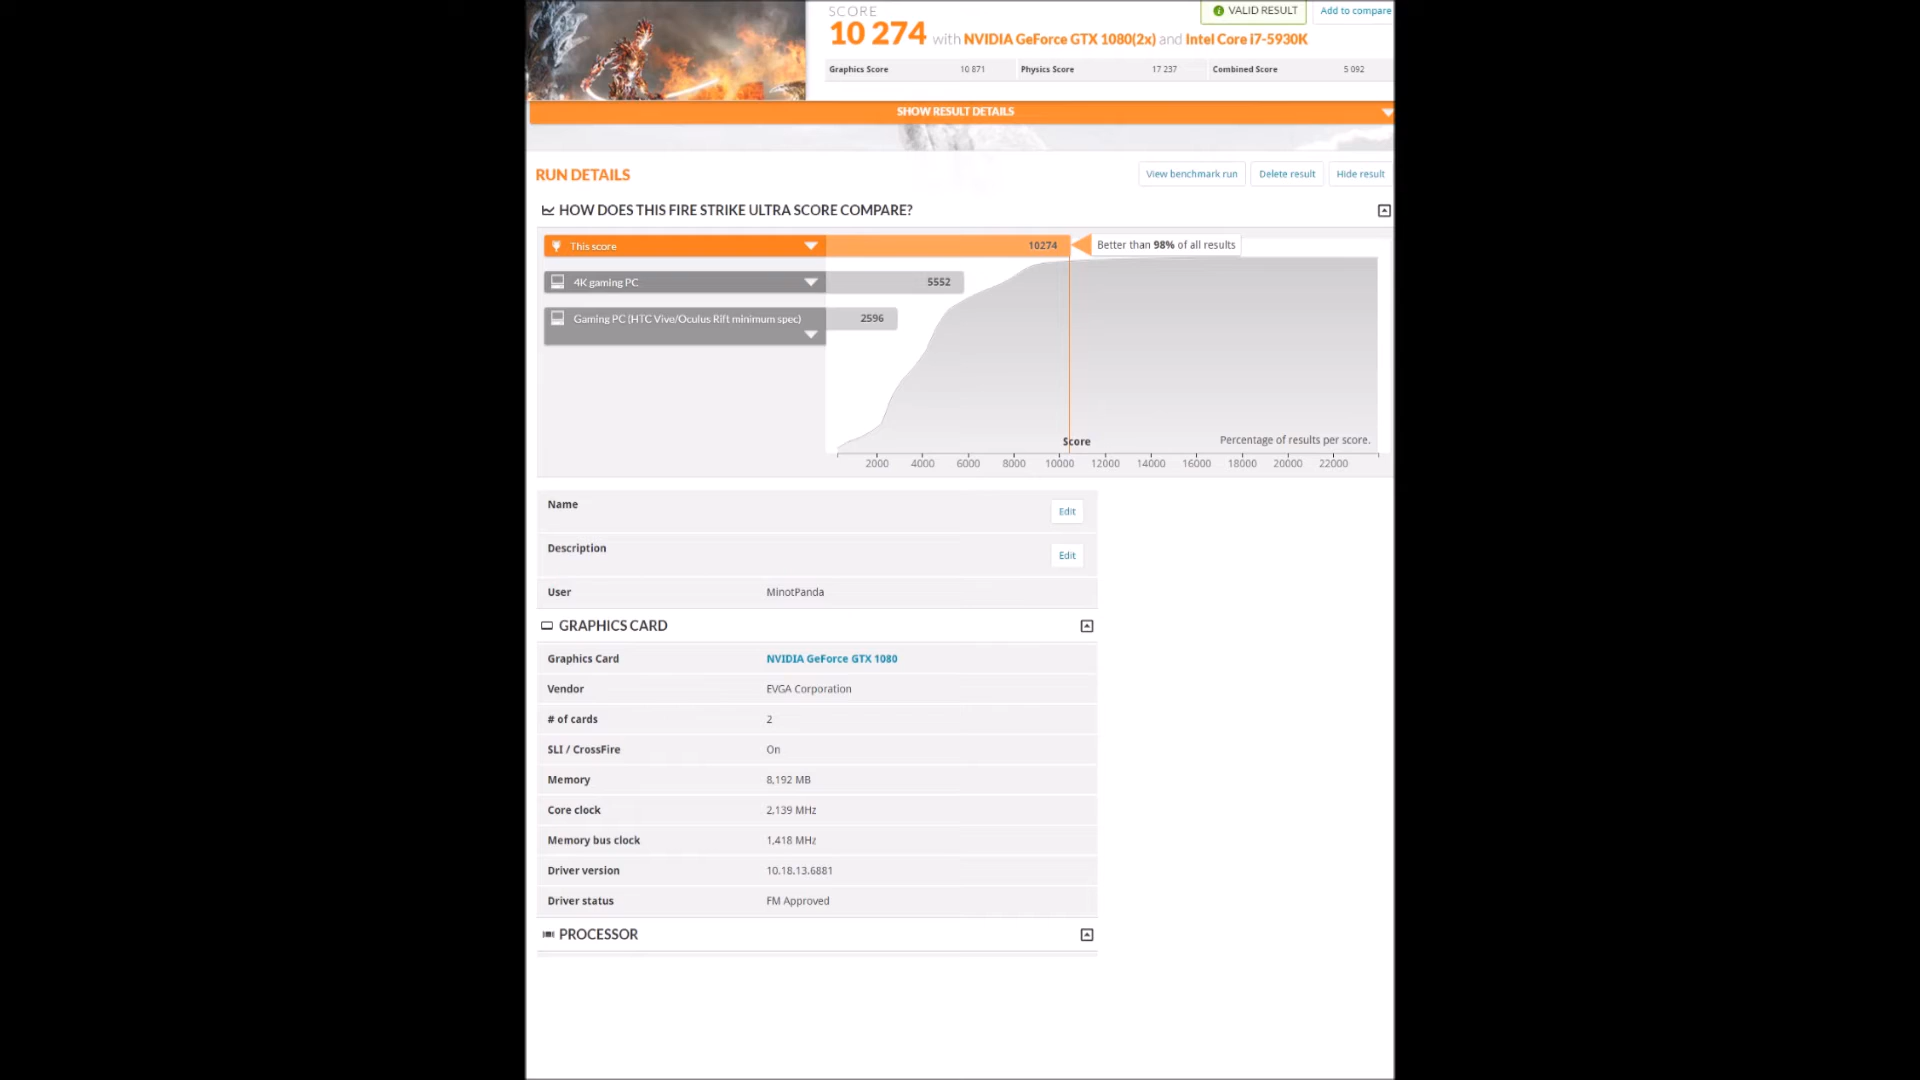 SCORE
VALID RESULT
Add to compare
10 274 with NVIDIA GeForce GTX 1080(2x) and Intel Core i7-5930K
Graphics Score 10 871 Physics Score 17 237 Combined Score 5 092
SHOW RESULT DETAILS
RUN DETAILS
View benchmark run Delete result Hide result
HOW DOES THIS FIRE STRIKE ULTRA SCORE COMPARE?
This score 10274 Better than 98% of all results
4K gaming PC 5552
Gaming PC (HTC Vive/Oculus Rift minimum spec) 2596
Score Percentage of results per score.
2000 4000 6000 8000 10000 12000 14000 16000 18000 20000 22000
Name Edit
Description Edit
User MinotPanda
GRAPHICS CARD
Graphics Card NVIDIA GeForce GTX 1080
Vendor EVGA Corporation
# of cards 2
SLI / CrossFire On
Memory 8,192 MB
Core clock 2,139 MHz
Memory bus clock 1,418 MHz
Driver version 10.18.13.6881
Driver status FM Approved
PROCESSOR